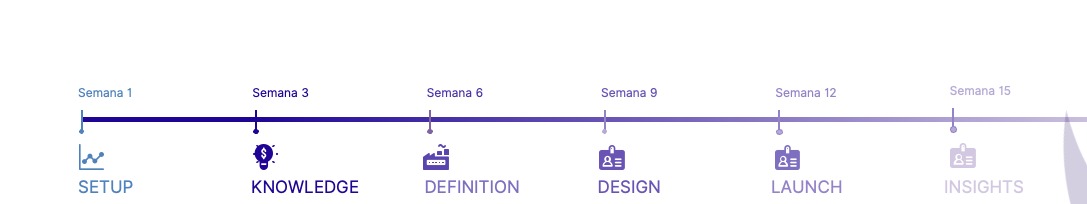 Semana 1
Semana 3
Semana 6
Semana 9
Semana 12
Semana 15
SETUP
KNOWLEDGE
DEFINITION
DESIGN
LAUNCH
INSIGHTS